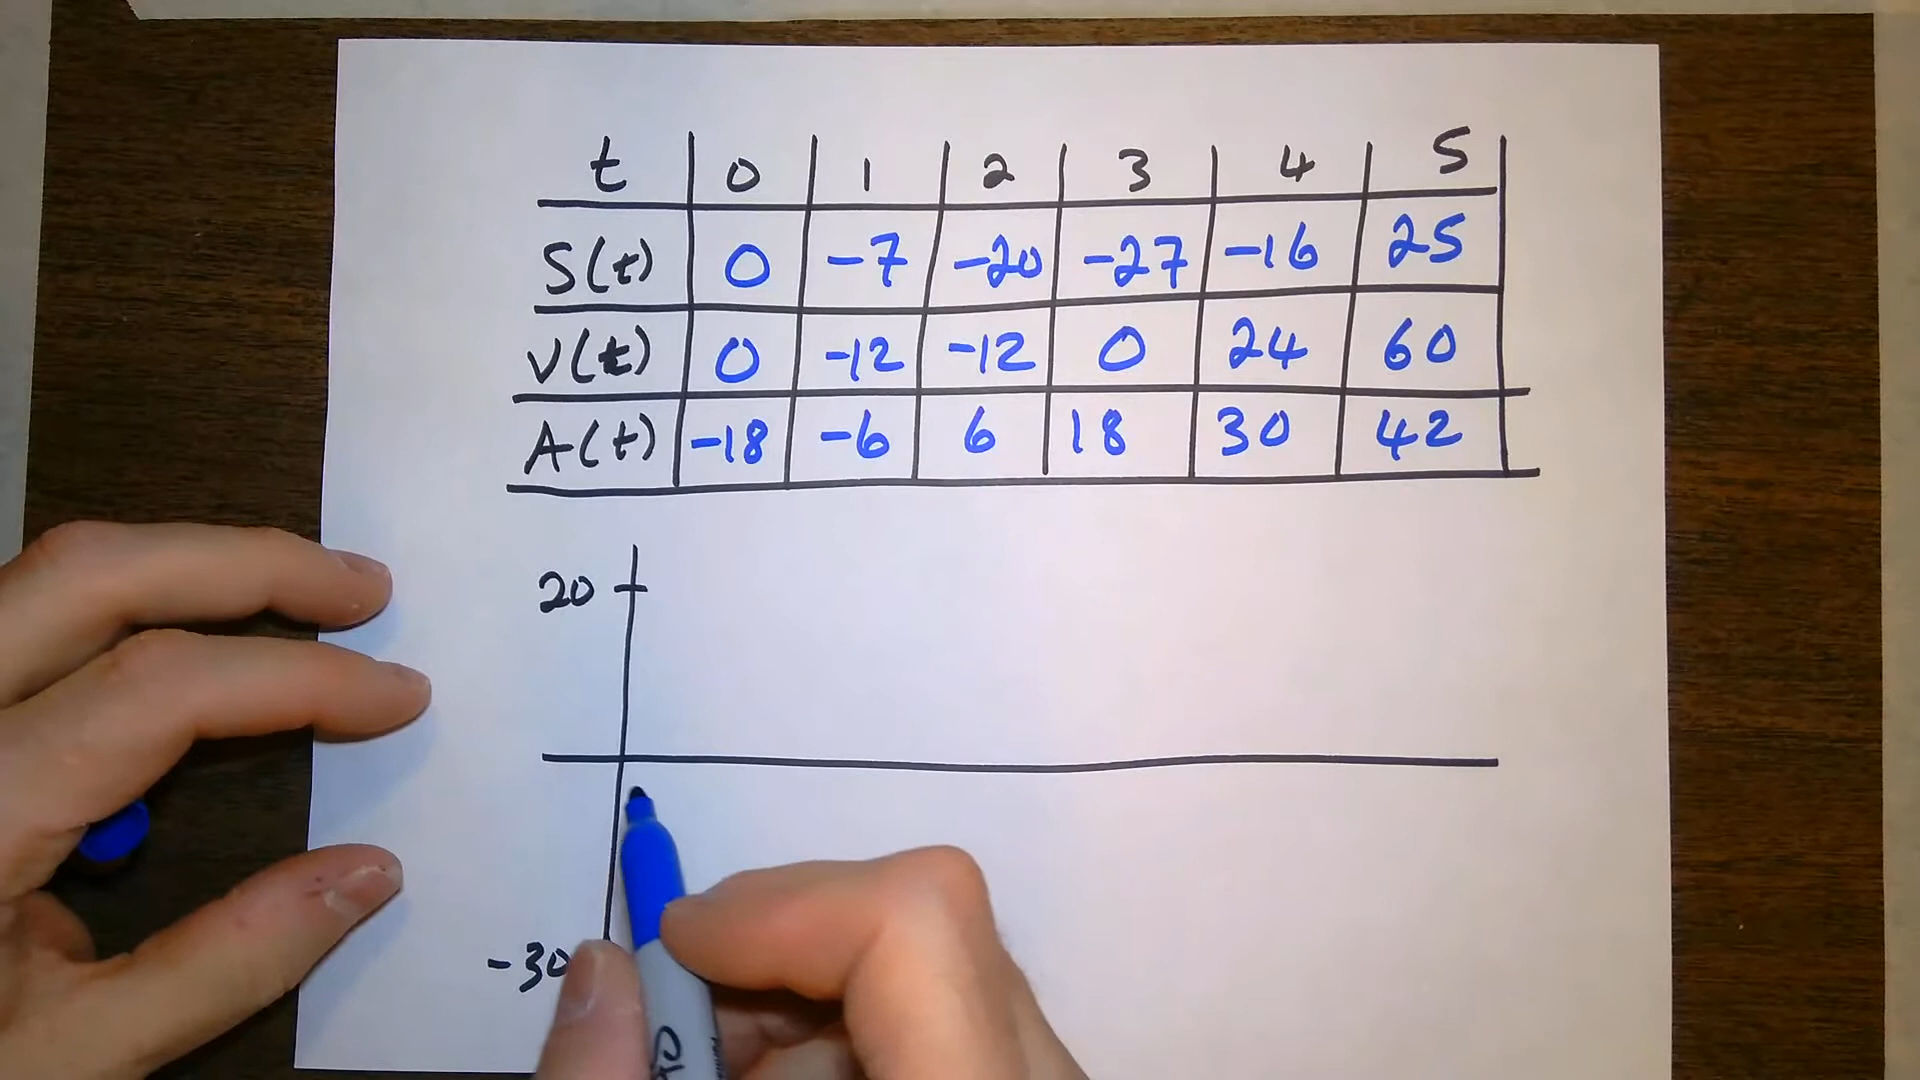 t 0 1 2 3 4 5
S(t) 0 -7 -20 -27 -16 25
V(t) 0 -12 -12 0 24 60
A(t) -18 -6 6 18 30 42
20
-30